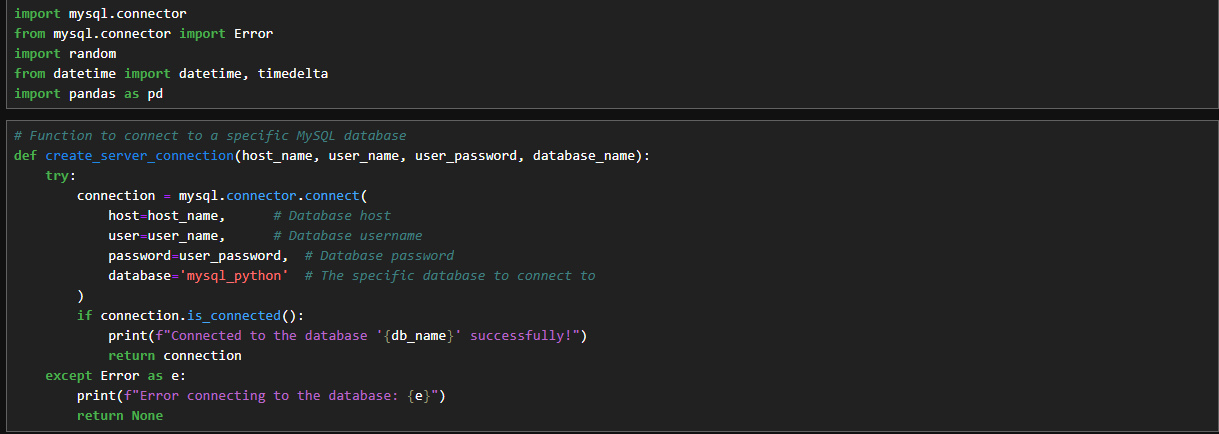 import mysql.connector
from mysql.connector import Error
import random
from datetime import datetime, timedelta
import pandas as pd
# Function to connect to a specific MySQL database
def create_server_connection(host_name, user_name, user_password, database_name):
    try:
        connection = mysql.connector.connect(
            host=host_name,      # Database host
            user=user_name,      # Database username
            password=user_password,  # Database password
            database='mysql_python'  # The specific database to connect to
        )
        if connection.is_connected():
            print(f"Connected to the database '{db_name}' successfully!")
            return connection
    except Error as e:
        print(f"Error connecting to the database: {e}")
        return None